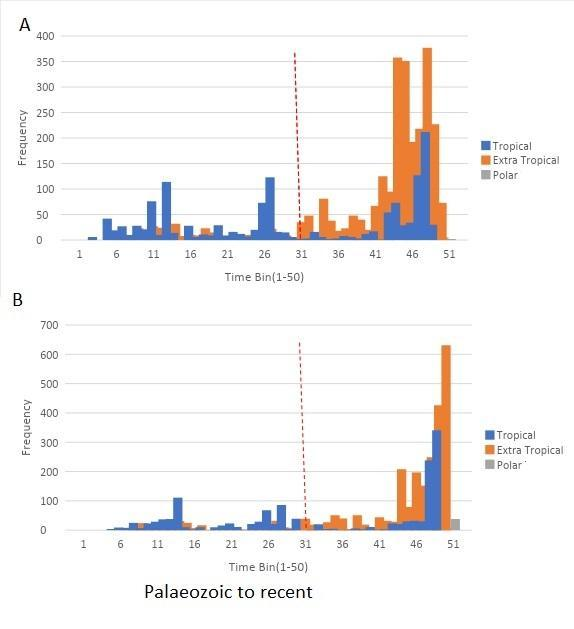 A
400
350
300
250
200
150
100
50
0
Frequency
1 6 11 16 21 26 31 36 41 46 51
Time Bin(1-50)
Tropical
Extra Tropical
Polar
B
700
600
500
400
300
200
100
0
Frequency
1 6 11 16 21 26 31 36 41 46 51
Time Bin(1-50)
Tropical
Extra Tropical
Polar
Palaeozoic to recent